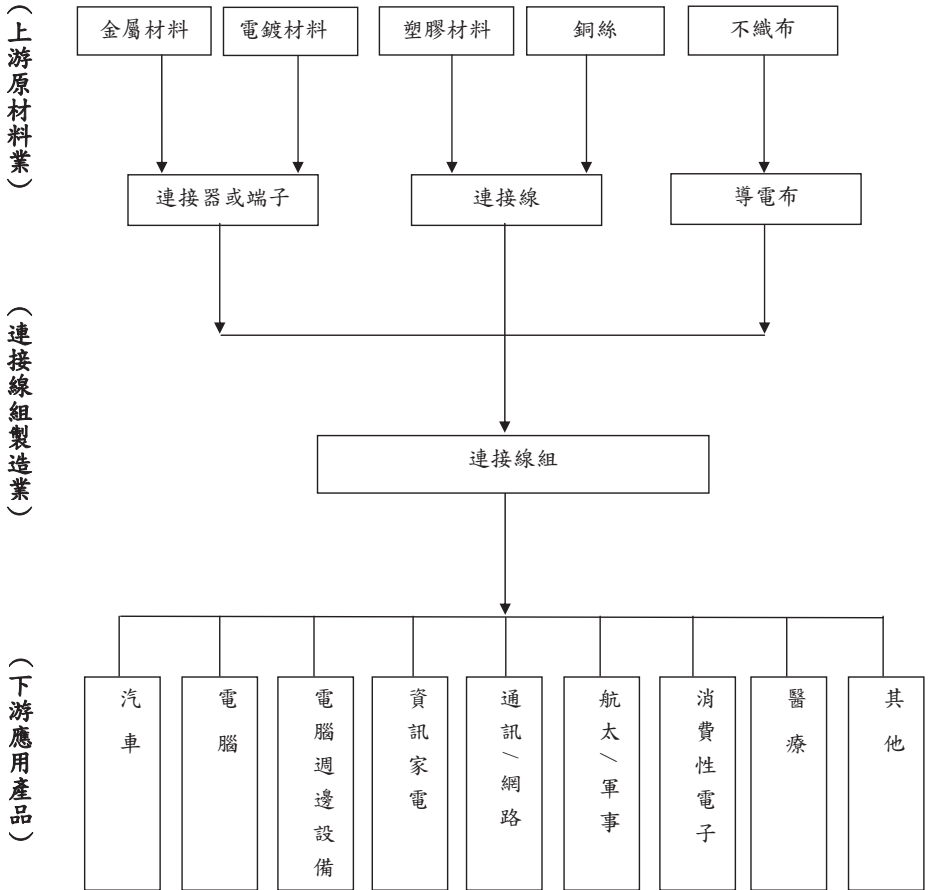 （上游原材料業）
金屬材料
電鍍材料
塑膠材料
銅絲
不織布
連接器或端子
連接線
導電布
（連接線組製造業）
連接線組
（下游應用產品）
汽車
電腦
電腦週邊設備
資訊家電
通訊/網路
航太/軍事
消費性電子
醫療
其他